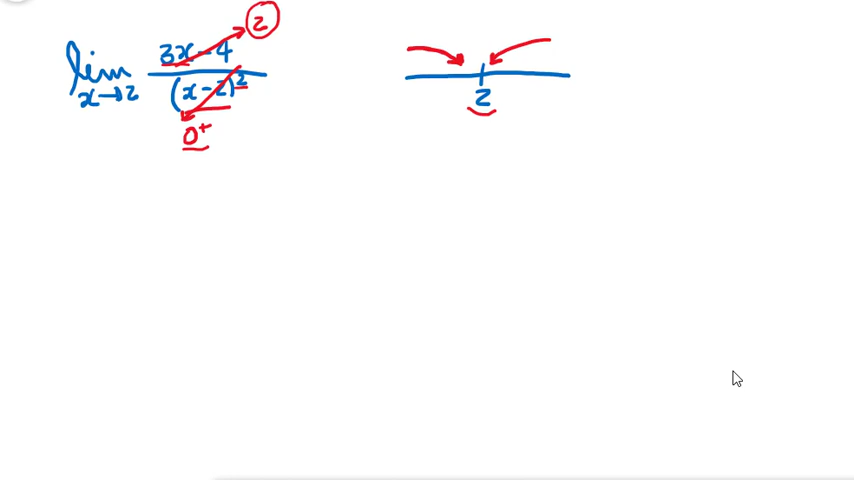 2
lim x→2 3x-4 / (x-2)²
0⁺
2